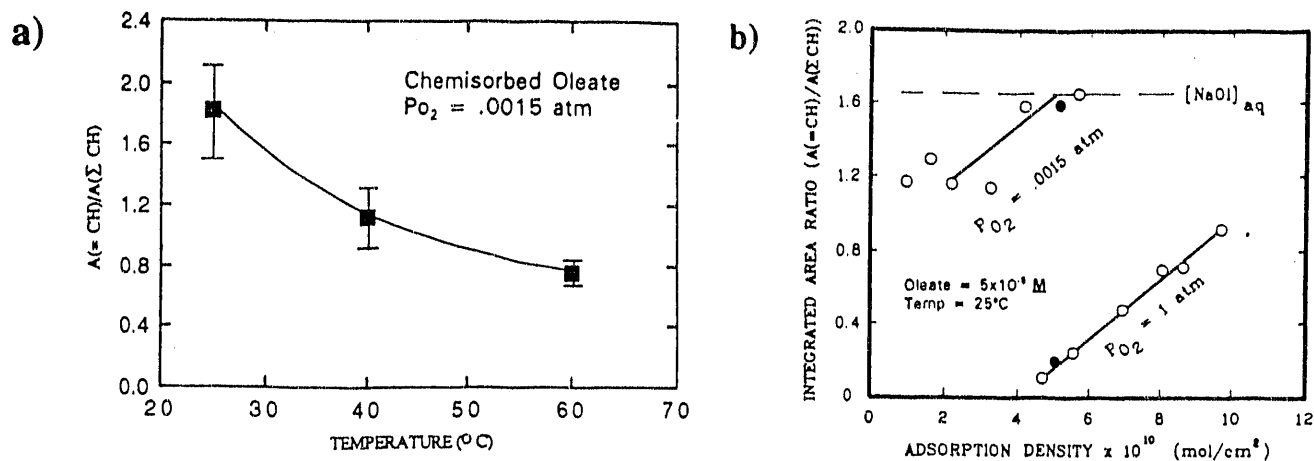 a)
2.4
2.0
1.6
1.2
0.8
0.4
0.0
A(= CH)/A(Σ CH)
Chemisorbed Oleate
Po₂ = .0015 atm
20 30 40 50 60 70
TEMPERATURE (°C)
b)
2.0
1.6
1.2
0.8
0.4
0
INTEGRATED AREA RATIO (A(=CH)/A(ΣCH))
[NaOl] aq
PO2 = .0015 atm
Oleate = 5x10⁻⁵ M
Temp = 25°C
PO2 = 1 atm
0 2 4 6 8 10 12
ADSORPTION DENSITY x 10¹⁰ (mol/cm²)